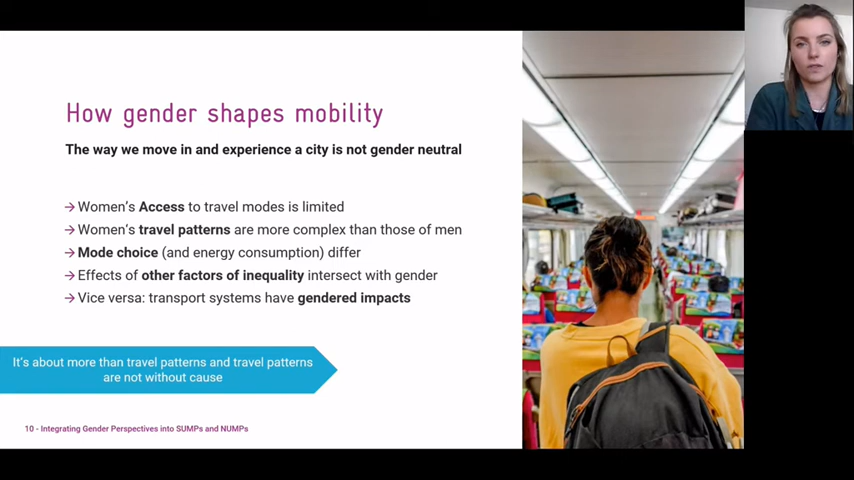 How gender shapes mobility
The way we move in and experience a city is not gender neutral
→ Women's Access to travel modes is limited
→ Women's travel patterns are more complex than those of men
→ Mode choice (and energy consumption) differ
→ Effects of other factors of inequality intersect with gender
→ Vice versa: transport systems have gendered impacts
It's about more than travel patterns and travel patterns
are not without cause
10 - Integrating Gender Perspectives into SUMPs and NUMPs